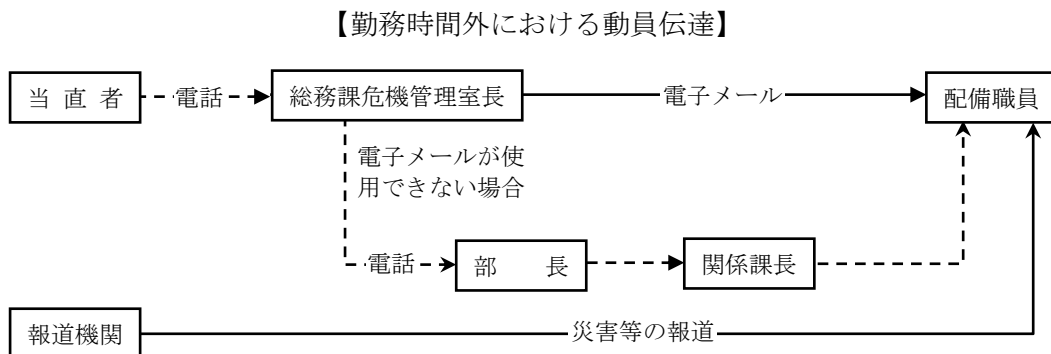 【勤務時間外における動員伝達】
当 直 者
電話
総務課危機管理室長
電子メール
配備職員
電子メールが使
用できない場合
電話
部 長
関係課長
報道機関
災害等の報道